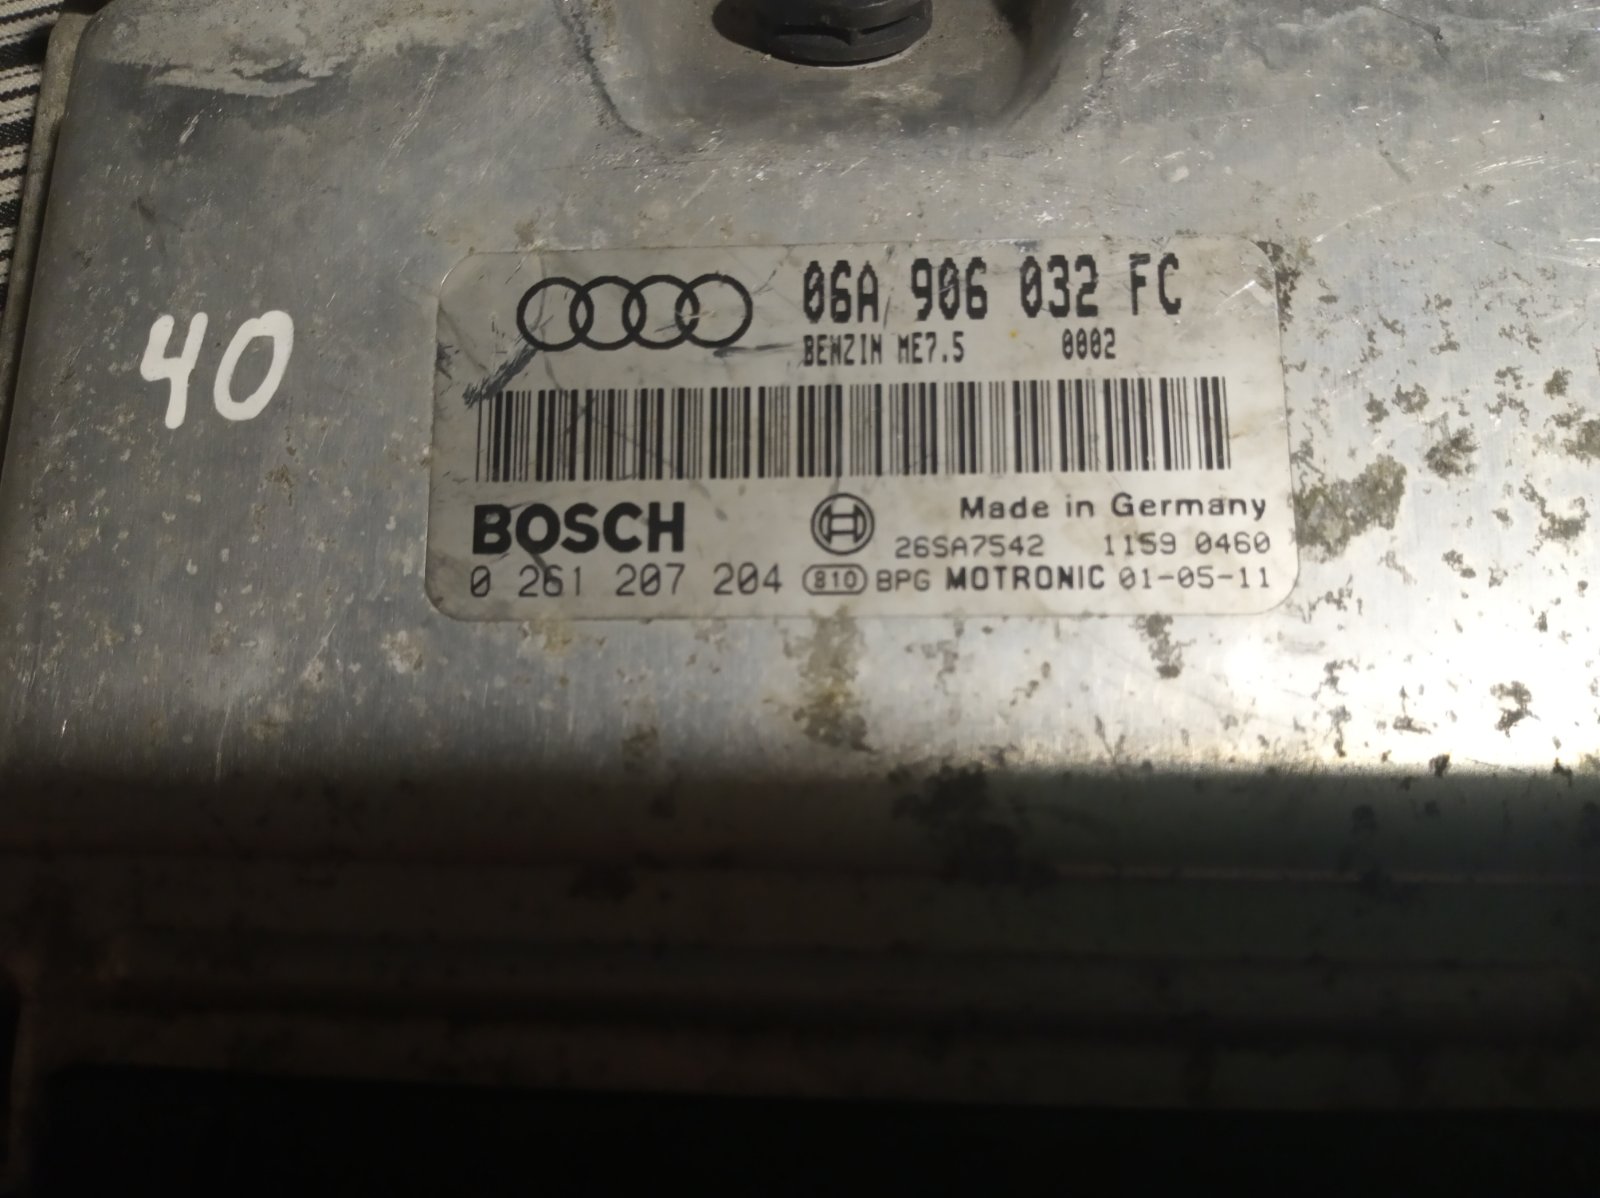 06A 906 032 FC
BENZIN ME7.5 0002
40
BOSCH Made in Germany
26SA7542 1159 0460
0 261 207 204 810 BPG MOTRONIC 01-05-11